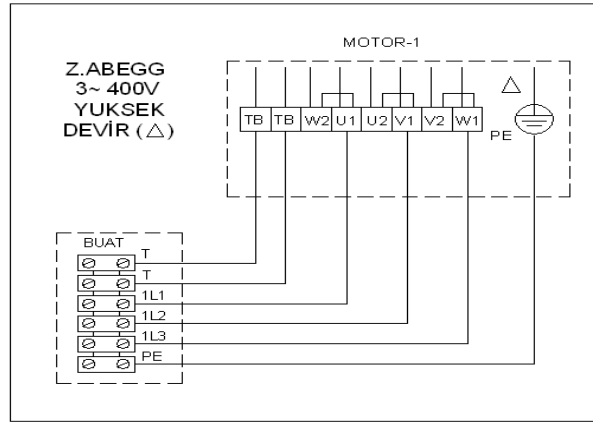 MOTOR-1
Z.ABEGG
3~ 400V
YUKSEK
DEVİR (△)
△
TB TB W2 U1 U2 V1 V2 W1
PE
BUAT
T
T
1L1
1L2
1L3
PE